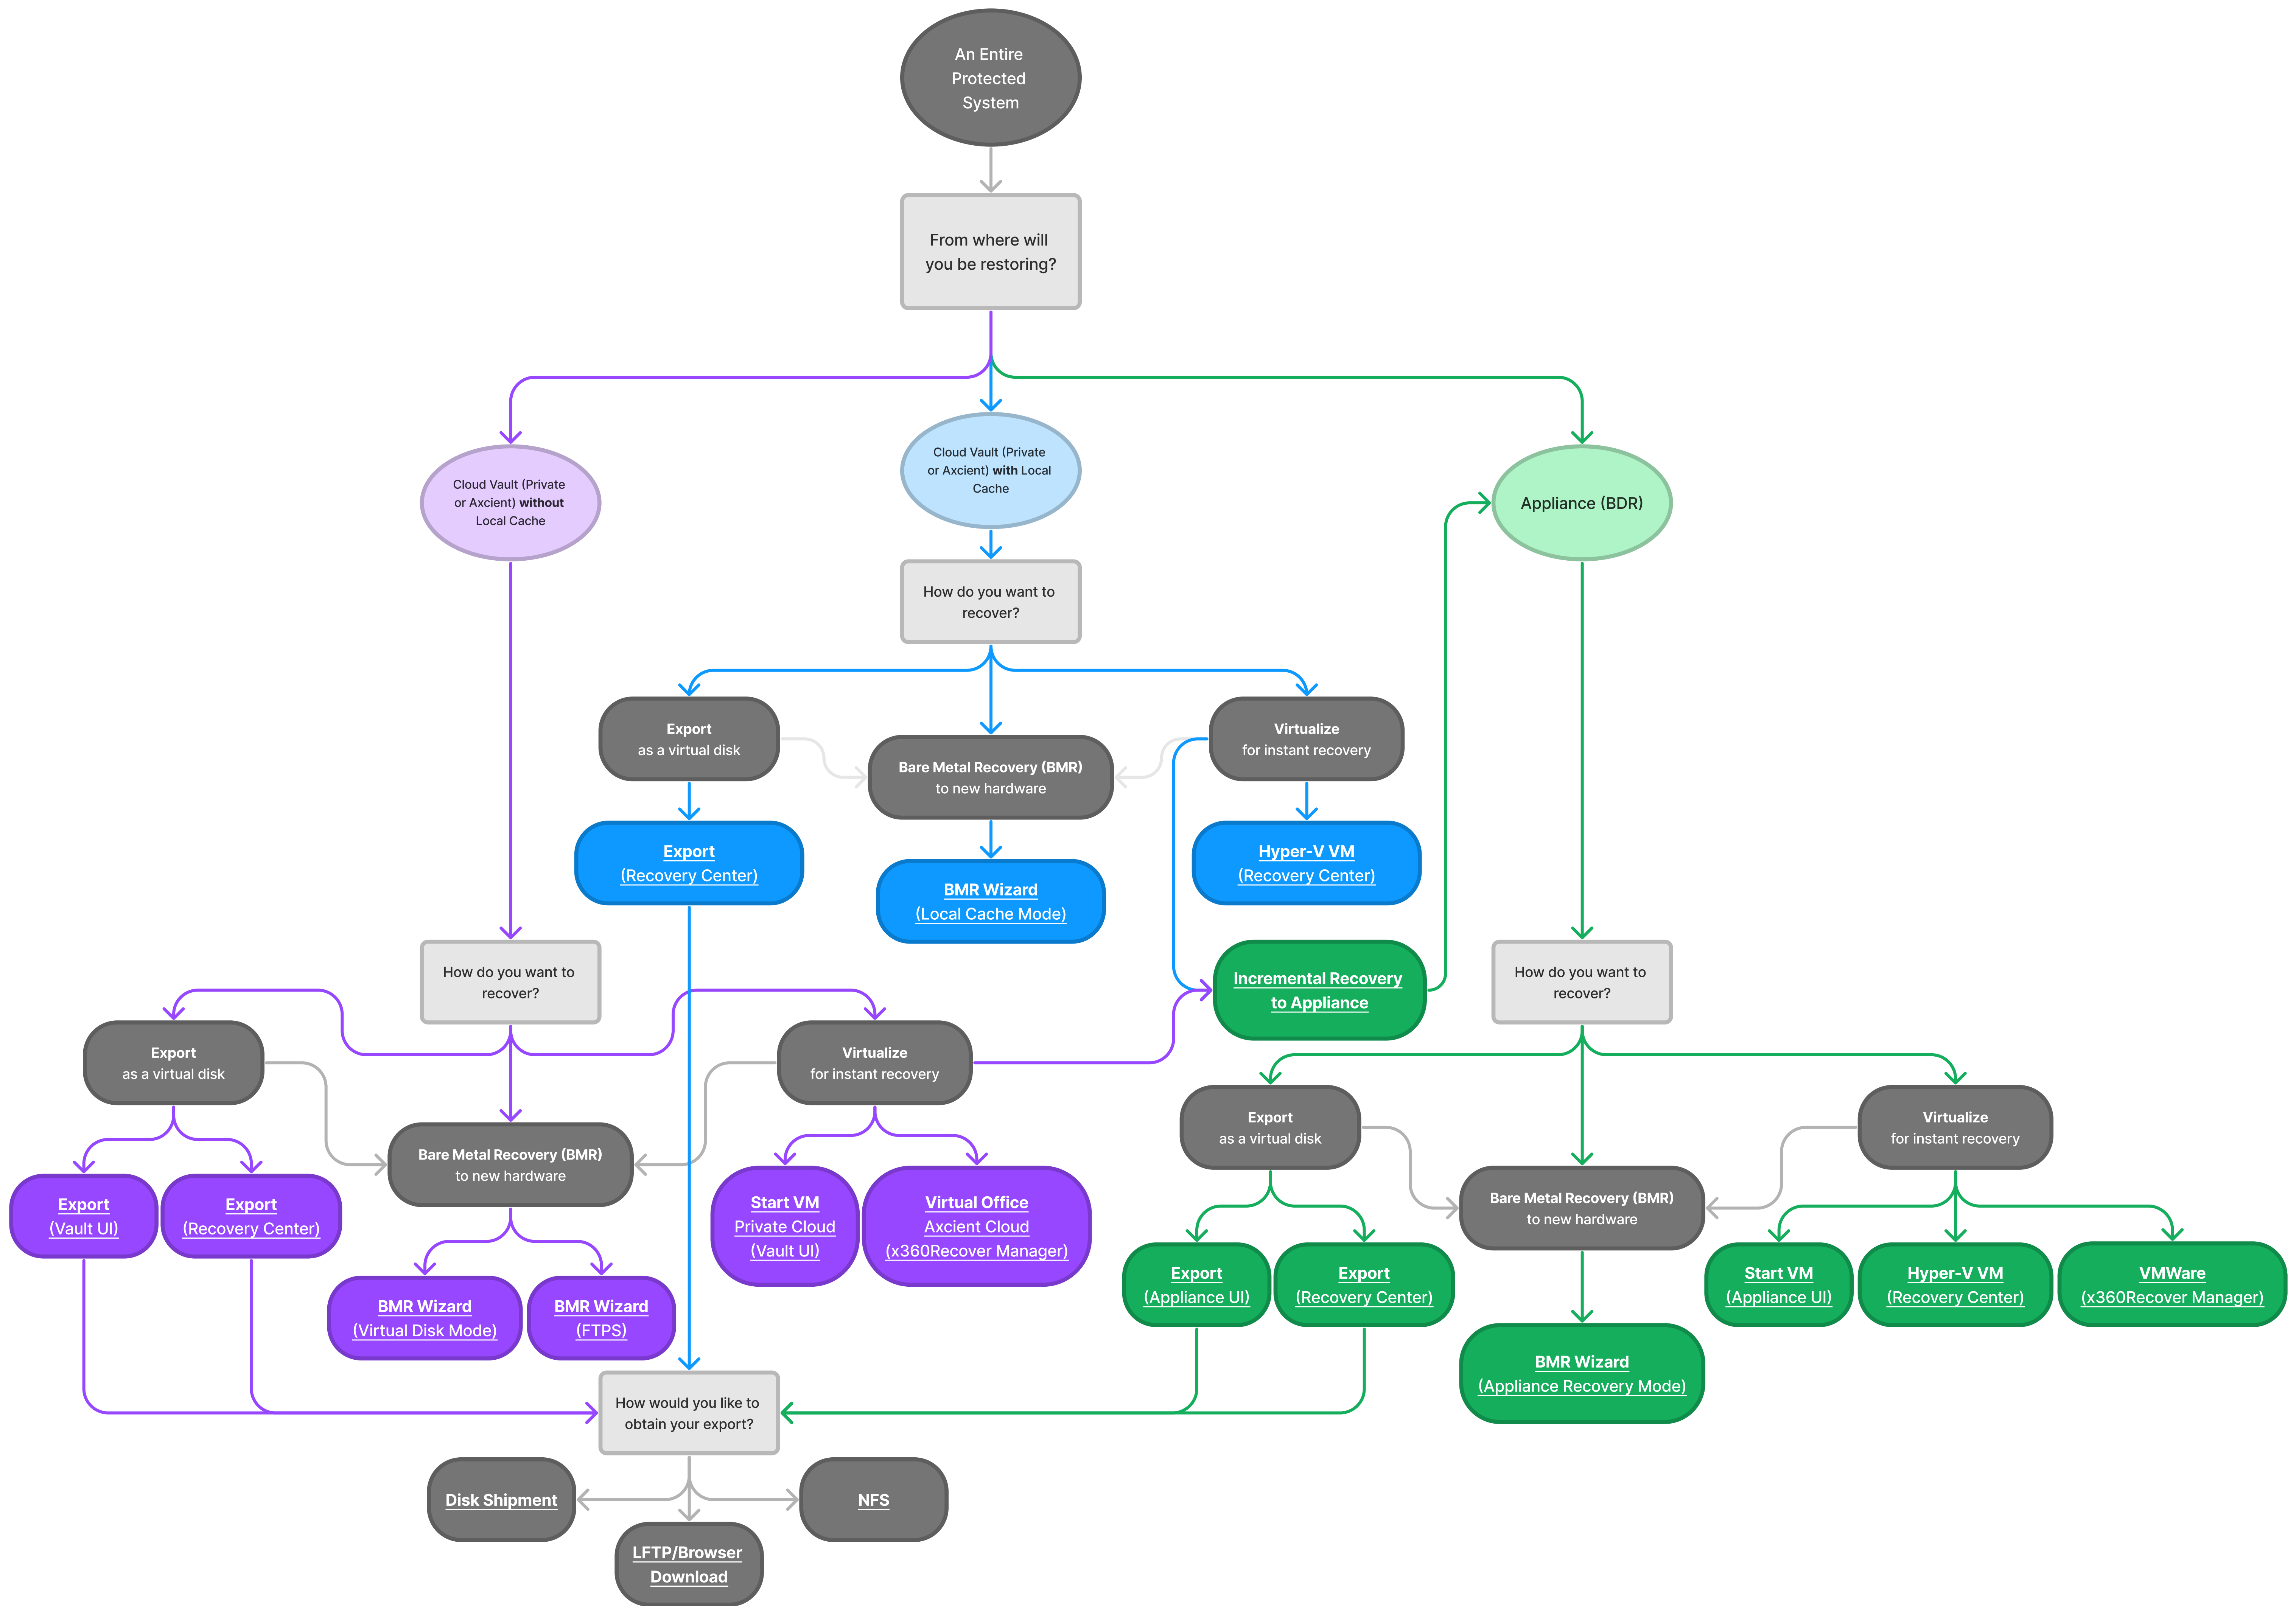 An Entire
Protected
System
From where will
you be restoring?
Cloud Vault (Private
or Axcient) without
Local Cache
Cloud Vault (Private
or Axcient) with Local
Cache
Appliance (BDR)
How do you want to
recover?
Export
as a virtual disk
Bare Metal Recovery (BMR)
to new hardware
Virtualize
for instant recovery
Export
(Recovery Center)
BMR Wizard
(Local Cache Mode)
Hyper-V VM
(Recovery Center)
How do you want to
recover?
Incremental Recovery
to Appliance
How do you want to
recover?
Export
as a virtual disk
Virtualize
for instant recovery
Bare Metal Recovery (BMR)
to new hardware
Export
(Vault UI)
Export
(Recovery Center)
Start VM
Private Cloud
(Vault UI)
Virtual Office
Axcient Cloud
(x360Recover Manager)
BMR Wizard
(Virtual Disk Mode)
BMR Wizard
(FTPS)
Export
as a virtual disk
Virtualize
for instant recovery
Bare Metal Recovery (BMR)
to new hardware
Export
(Appliance UI)
Export
(Recovery Center)
Start VM
(Appliance UI)
Hyper-V VM
(Recovery Center)
VMWare
(x360Recover Manager)
BMR Wizard
(Appliance Recovery Mode)
How would you like to
obtain your export?
Disk Shipment
NFS
LFTP/Browser
Download